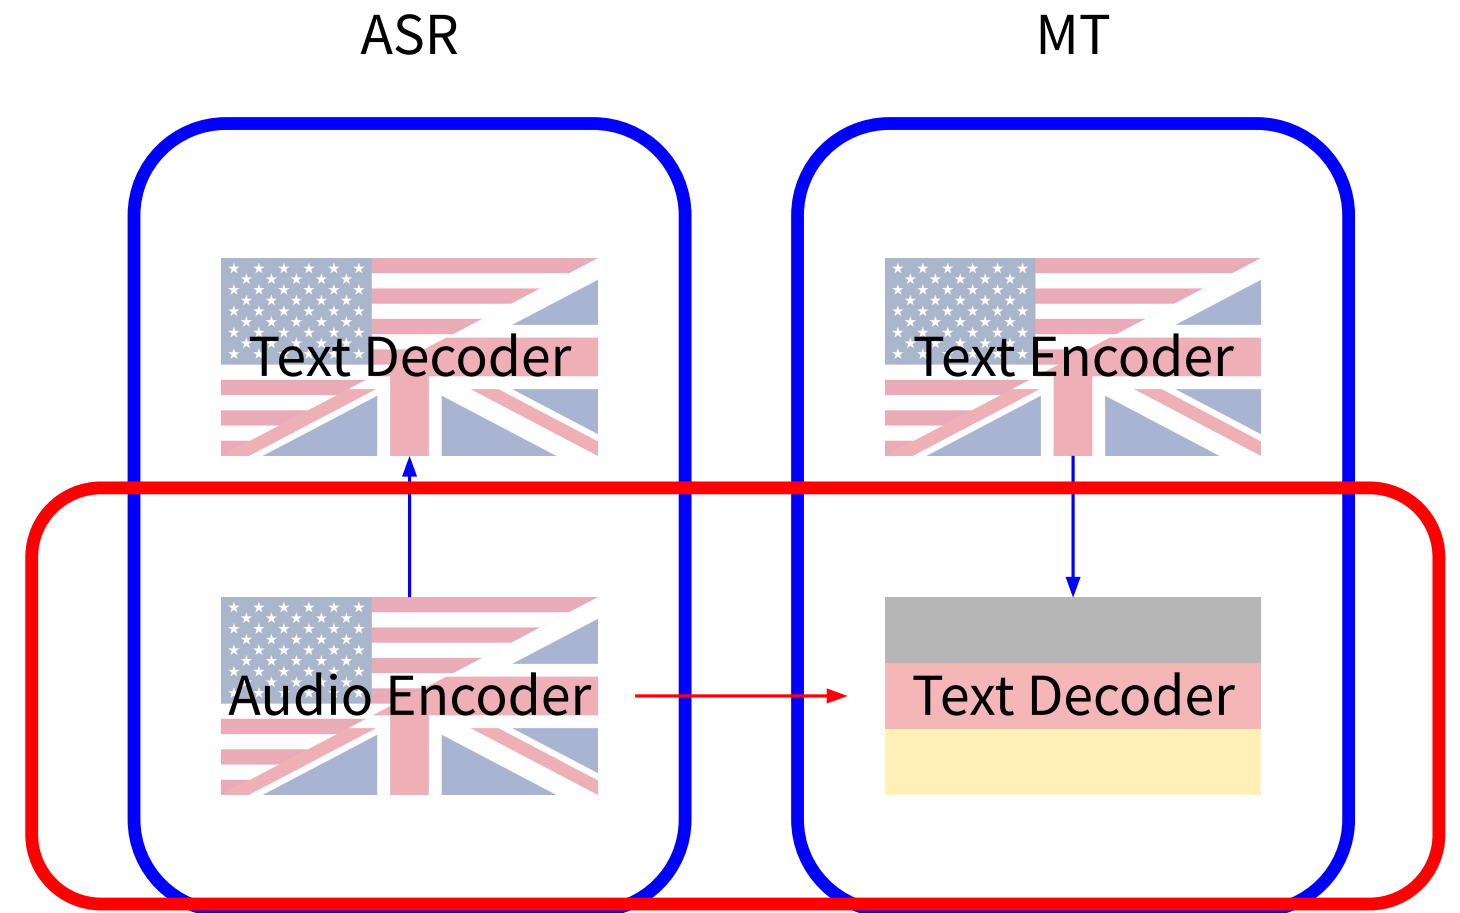 ASR
MT
Text Decoder
Text Encoder
Audio Encoder
Text Decoder